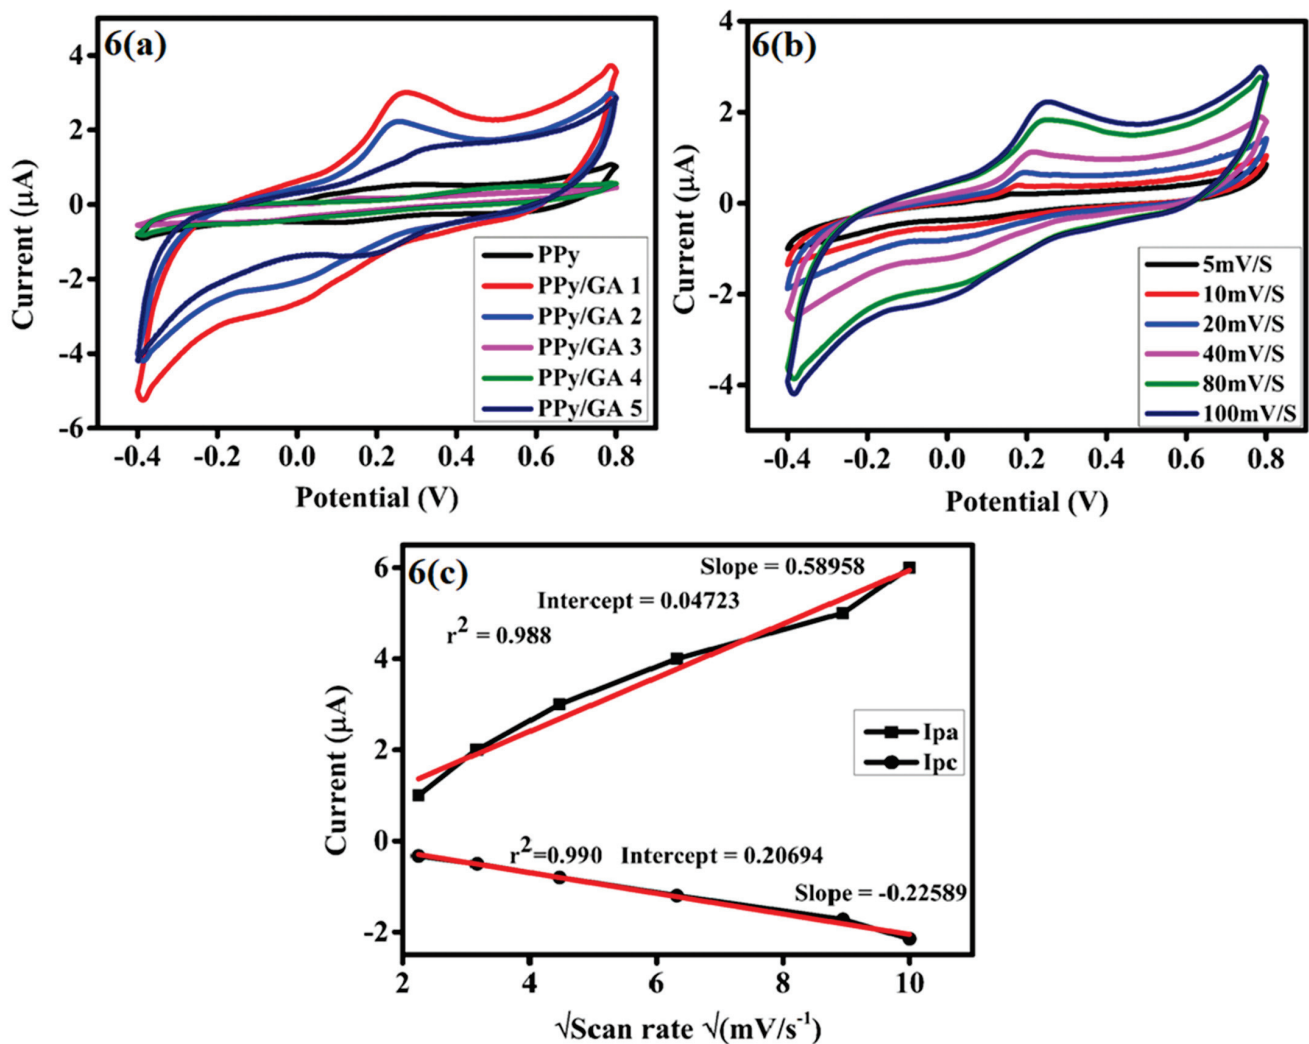 6(a)
4
2
0
-2
-4
-6
Current (μA)
PPy
PPy/GA 1
PPy/GA 2
PPy/GA 3
PPy/GA 4
PPy/GA 5
-0.4 -0.2 0.0 0.2 0.4 0.6 0.8
Potential (V)
6(b)
4
2
0
-2
-4
Current (μA)
5mV/S
10mV/S
20mV/S
40mV/S
80mV/S
100mV/S
-0.4 -0.2 0.0 0.2 0.4 0.6 0.8
Potential (V)
6(c)
6
4
2
0
-2
Current (μA)
Slope = 0.58958
Intercept = 0.04723
r² = 0.988
Ipa
Ipc
r²=0.990 Intercept = 0.20694
Slope = -0.22589
2 4 6 8 10
√Scan rate √(mV/s⁻¹)